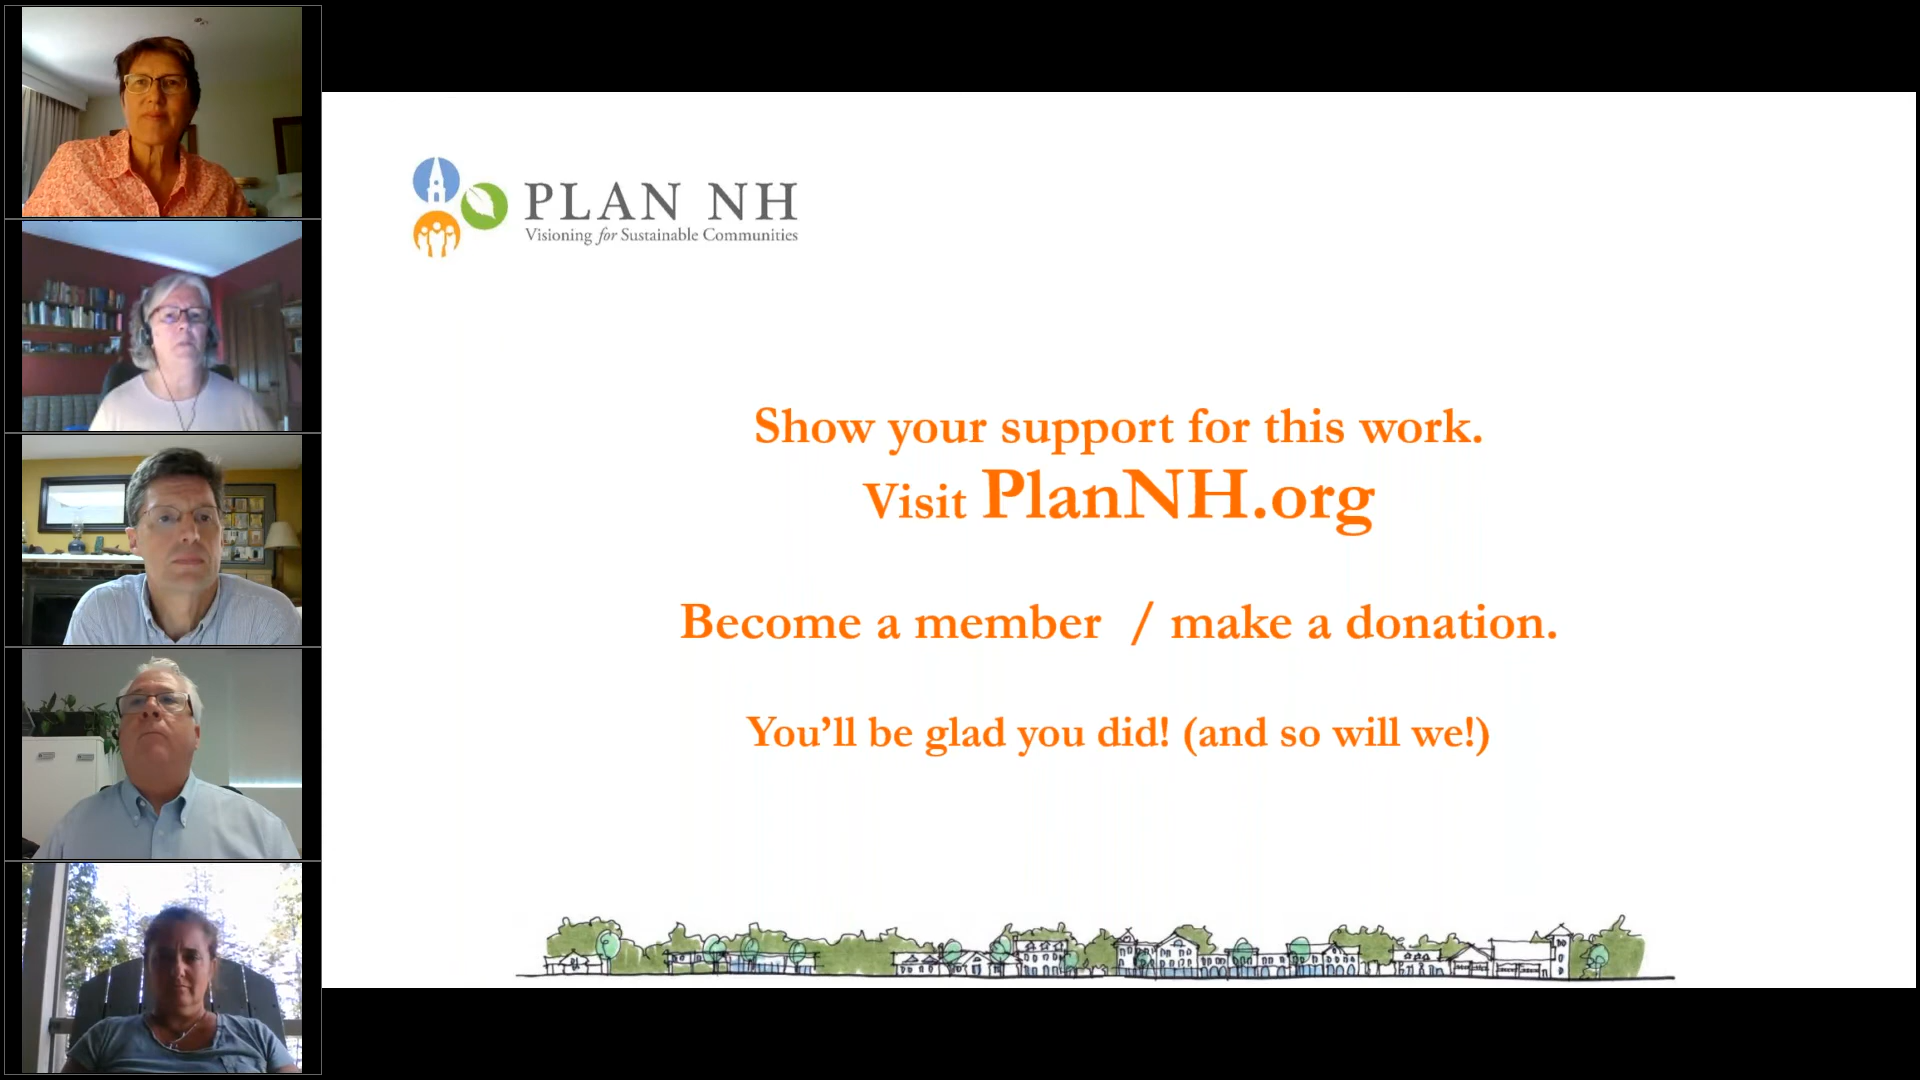 PLAN NH
Visioning for Sustainable Communities
Show your support for this work.
Visit PlanNH.org
Become a member / make a donation.
You’ll be glad you did! (and so will we!)